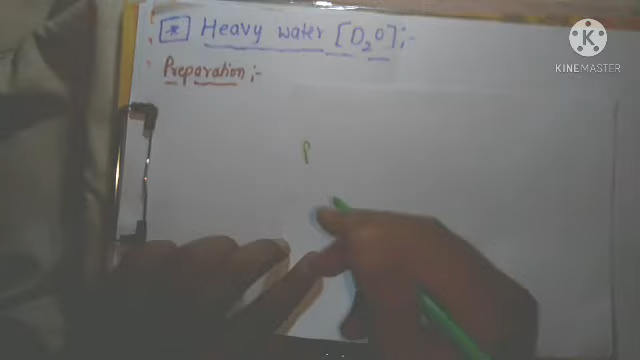 * Heavy water [D₂O];-
Preparation;-
KINEMASTER